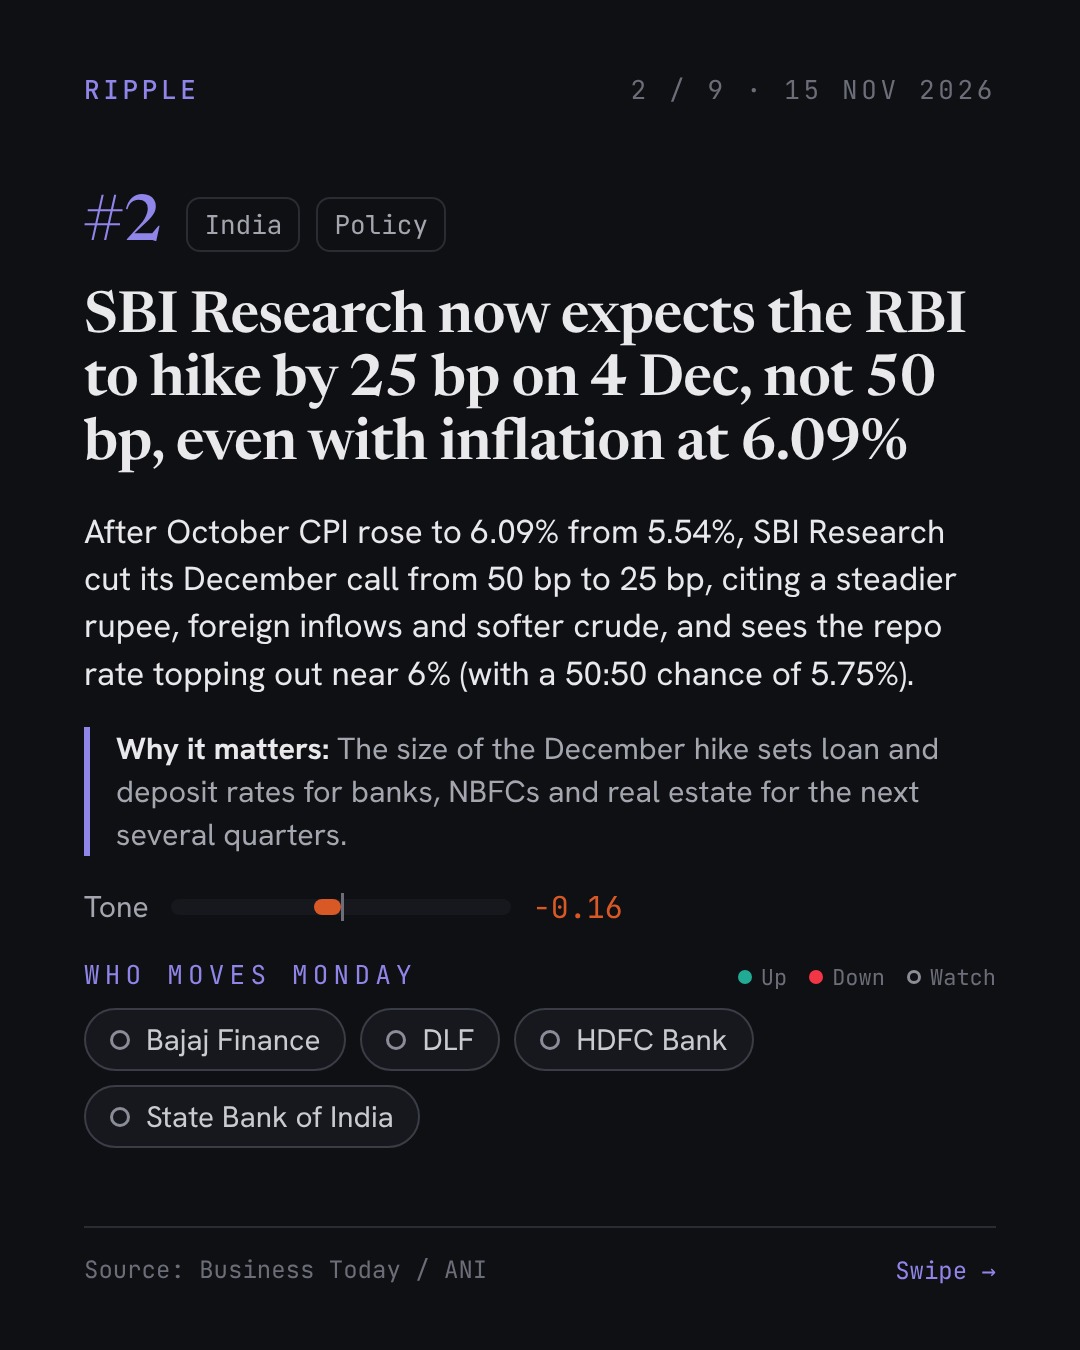 RIPPLE
2 / 9 · 15 NOV 2026
#2 India Policy
SBI Research now expects the RBI
to hike by 25 bp on 4 Dec, not 50
bp, even with inflation at 6.09%
After October CPI rose to 6.09% from 5.54%, SBI Research
cut its December call from 50 bp to 25 bp, citing a steadier
rupee, foreign inflows and softer crude, and sees the repo
rate topping out near 6% (with a 50:50 chance of 5.75%).
Why it matters: The size of the December hike sets loan and
deposit rates for banks, NBFCs and real estate for the next
several quarters.
Tone -0.16
WHO MOVES MONDAY
Up Down Watch
Bajaj Finance DLF HDFC Bank
State Bank of India
Source: Business Today / ANI
Swipe →